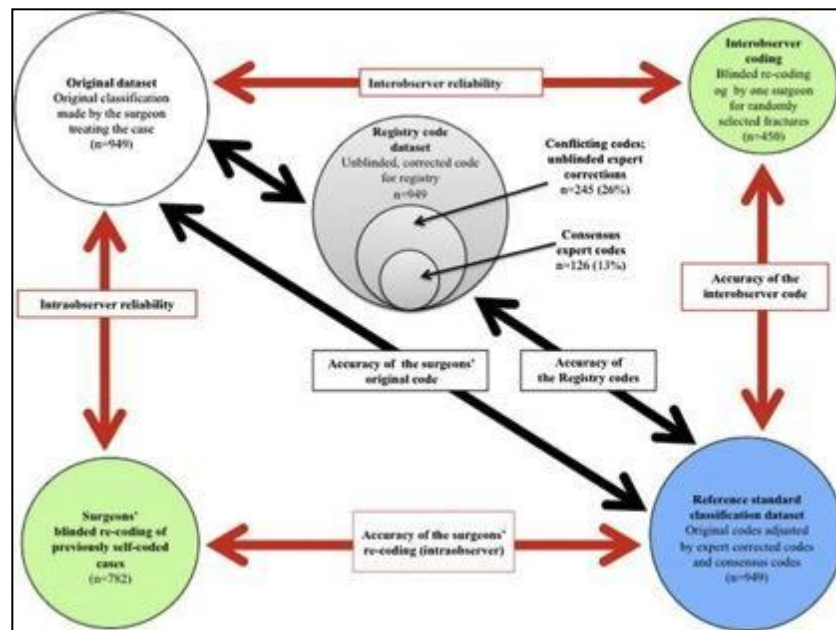 Original dataset
Original classification
made by the surgeon
treating the case
(n=949)
Interobserver reliability
Interobserver
coding
Blinded re-coding
og by one surgeon
for randomly
selected fractures
(n=450)
Registry code
dataset
Unblinded, corrected code
for registry
n=949
Conflicting codes;
unblinded expert
corrections
n=245 (26%)
Consensus
expert codes
n=126 (13%)
Intraobserver reliability
Accuracy of the
interobserver code
Accuracy of the surgeons'
original code
Accuracy of
the Registry codes
Surgeons'
blinded re-coding of
previously self-coded
cases
(n=782)
Accuracy of the surgeons'
re-coding (intraobserver)
Reference standard
classification dataset
Original codes adjusted
by expert corrected codes
and consensus codes
(n=949)